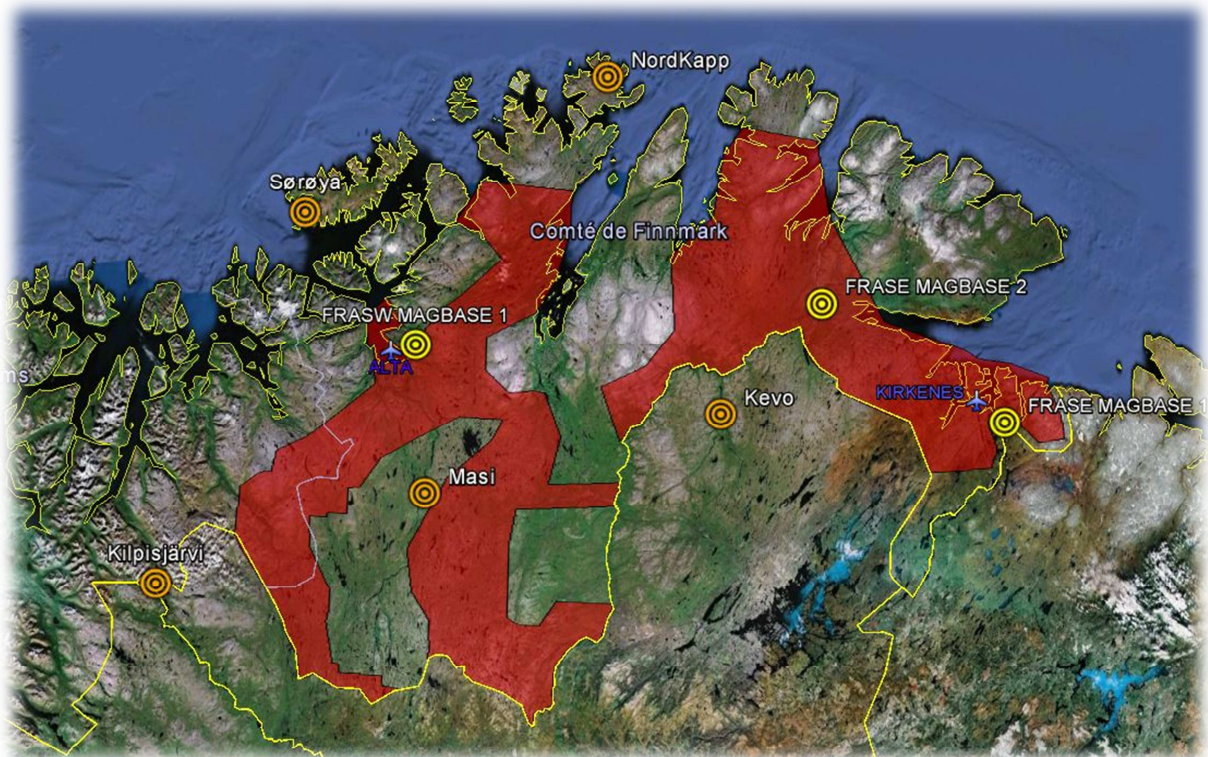 NordKapp
Sørøya
Comté de Finnmark
FRASE MAGBASE 2
FRASW MAGBASE 1
ALTA
ms
KIRKENES
Kevo
FRASE MAGBASE 1
Masi
Kilpisjärvi